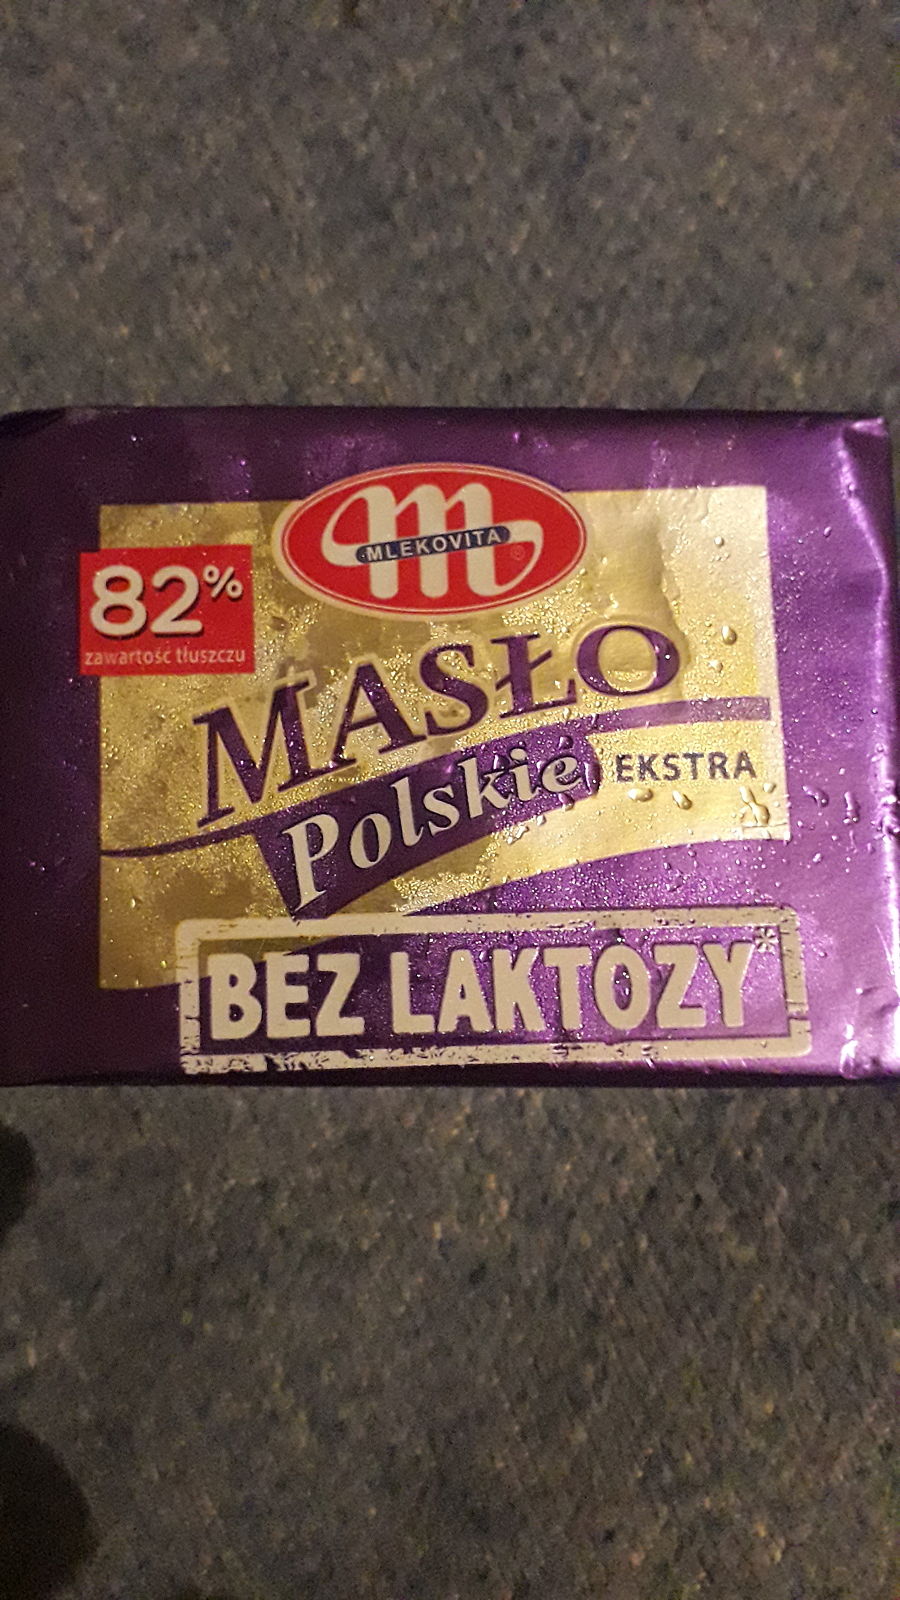 MLEKOVITA®
82%
zawartość tłuszczu
MASŁO
Polskie
EKSTRA
BEZ LAKTOZY*